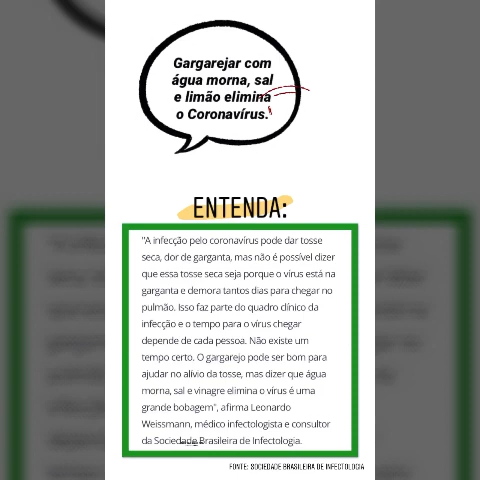 Gargarejar com
água morna, sal
e limão elimina
o Coronavírus.
ENTENDA:
"A infecção pelo coronavírus pode dar tosse
seca, dor de garganta, mas não é possível dizer
que essa tosse seca seja porque o vírus está na
garganta e demora tantos dias para chegar no
pulmão. Isso faz parte do quadro clínico da
infecção e o tempo para o vírus chegar
depende de cada pessoa. Não existe um
tempo certo. O gargarejo pode ser bom para
ajudar no alívio da tosse, mas dizer que água
morna, sal e vinagre elimina o vírus é uma
grande bobagem", afirma Leonardo
Weissmann, médico infectologista e consultor
da Sociedade Brasileira de Infectologia.
FONTE: SOCIEDADE BRASILEIRA DE INFECTOLOGIA